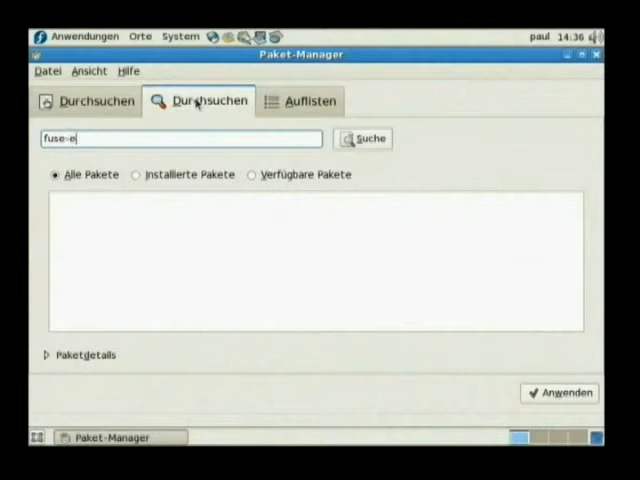 Anwendungen Orte System paul 14:36
Paket-Manager
Datei Ansicht Hilfe
Durchsuchen Durchsuchen Auflisten
fuse-e Suche
Alle Pakete Installierte Pakete Verfügbare Pakete
Paketdetails
Anwenden
Paket-Manager